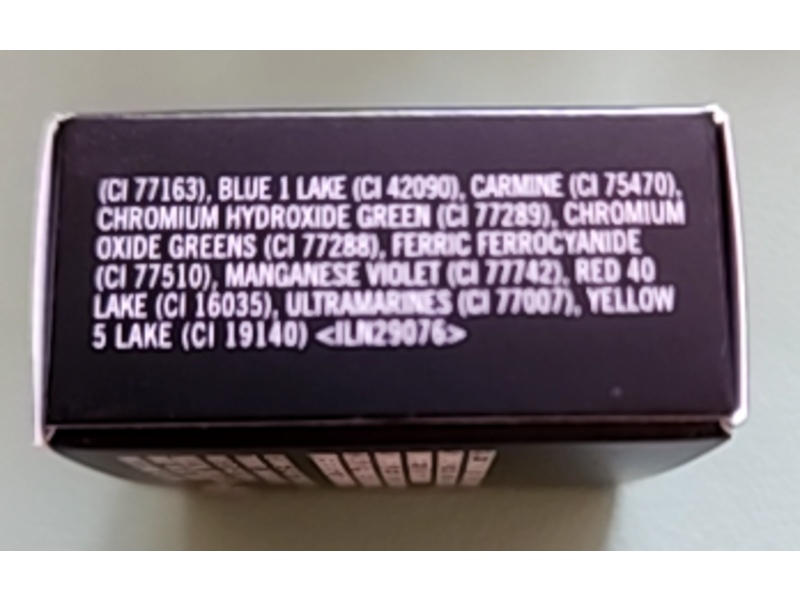 (CI 77163), BLUE 1 LAKE (CI 42090), CARMINE (CI 75470),
CHROMIUM HYDROXIDE GREEN (CI 77289), CHROMIUM
OXIDE GREENS (CI 77288), FERRIC FERROCYANIDE
(CI 77510), MANGANESE VIOLET (CI 77742), RED 40
LAKE (CI 16035), ULTRAMARINES (CI 77007), YELLOW
5 LAKE (CI 19140) <ILN29076>